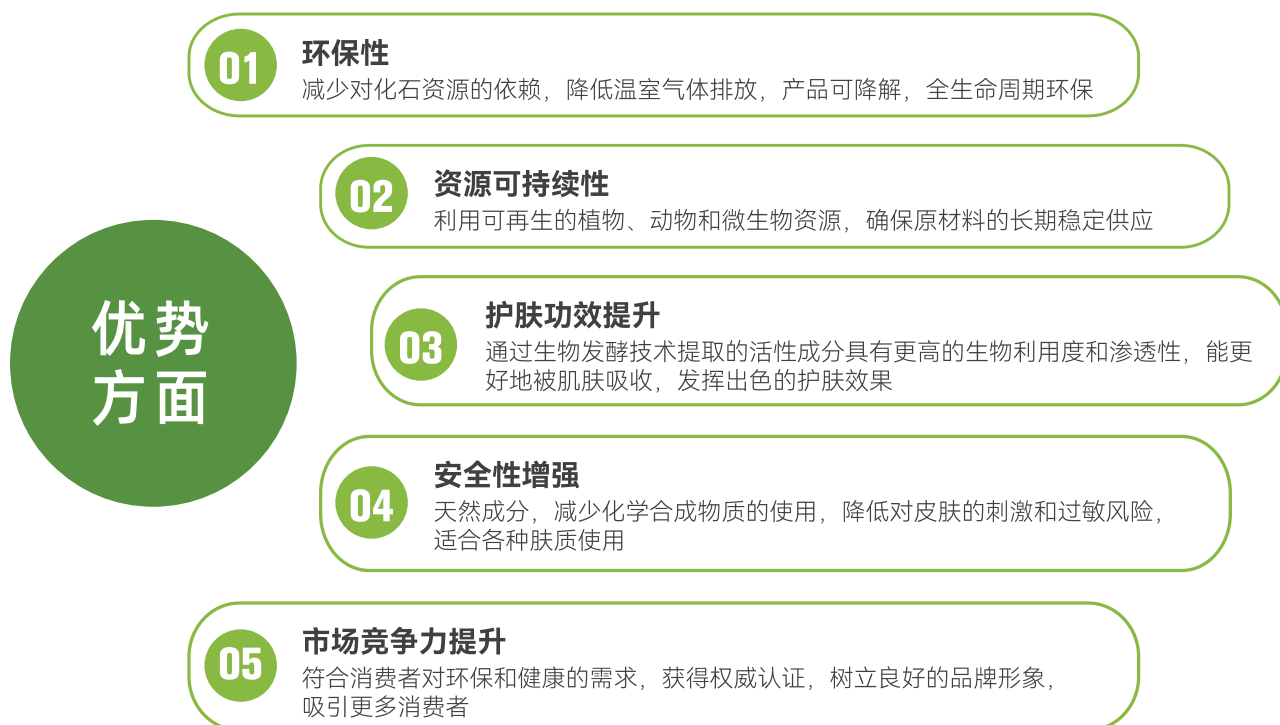 优势
方面
01
环保性
减少对化石资源的依赖，降低温室气体排放，产品可降解，全生命周期环保
02
资源可持续性
利用可再生的植物、动物和微生物资源，确保原材料的长期稳定供应
03
护肤功效提升
通过生物发酵技术提取的活性成分具有更高的生物利用度和渗透性，能更
好地被肌肤吸收，发挥出色的护肤效果
04
安全性增强
天然成分，减少化学合成物质的使用，降低对皮肤的刺激和过敏风险，
适合各种肤质使用
05
市场竞争力提升
符合消费者对环保和健康的需求，获得权威认证，树立良好的品牌形象，
吸引更多消费者